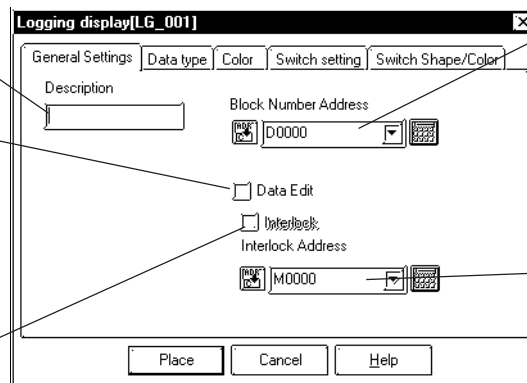 Logging display[LG_001]
General Settings Data type Color Switch setting Switch Shape/Color
Description
Block Number Address
D0000
Data Edit
Interlock
Interlock Address
M0000
Place Cancel Help